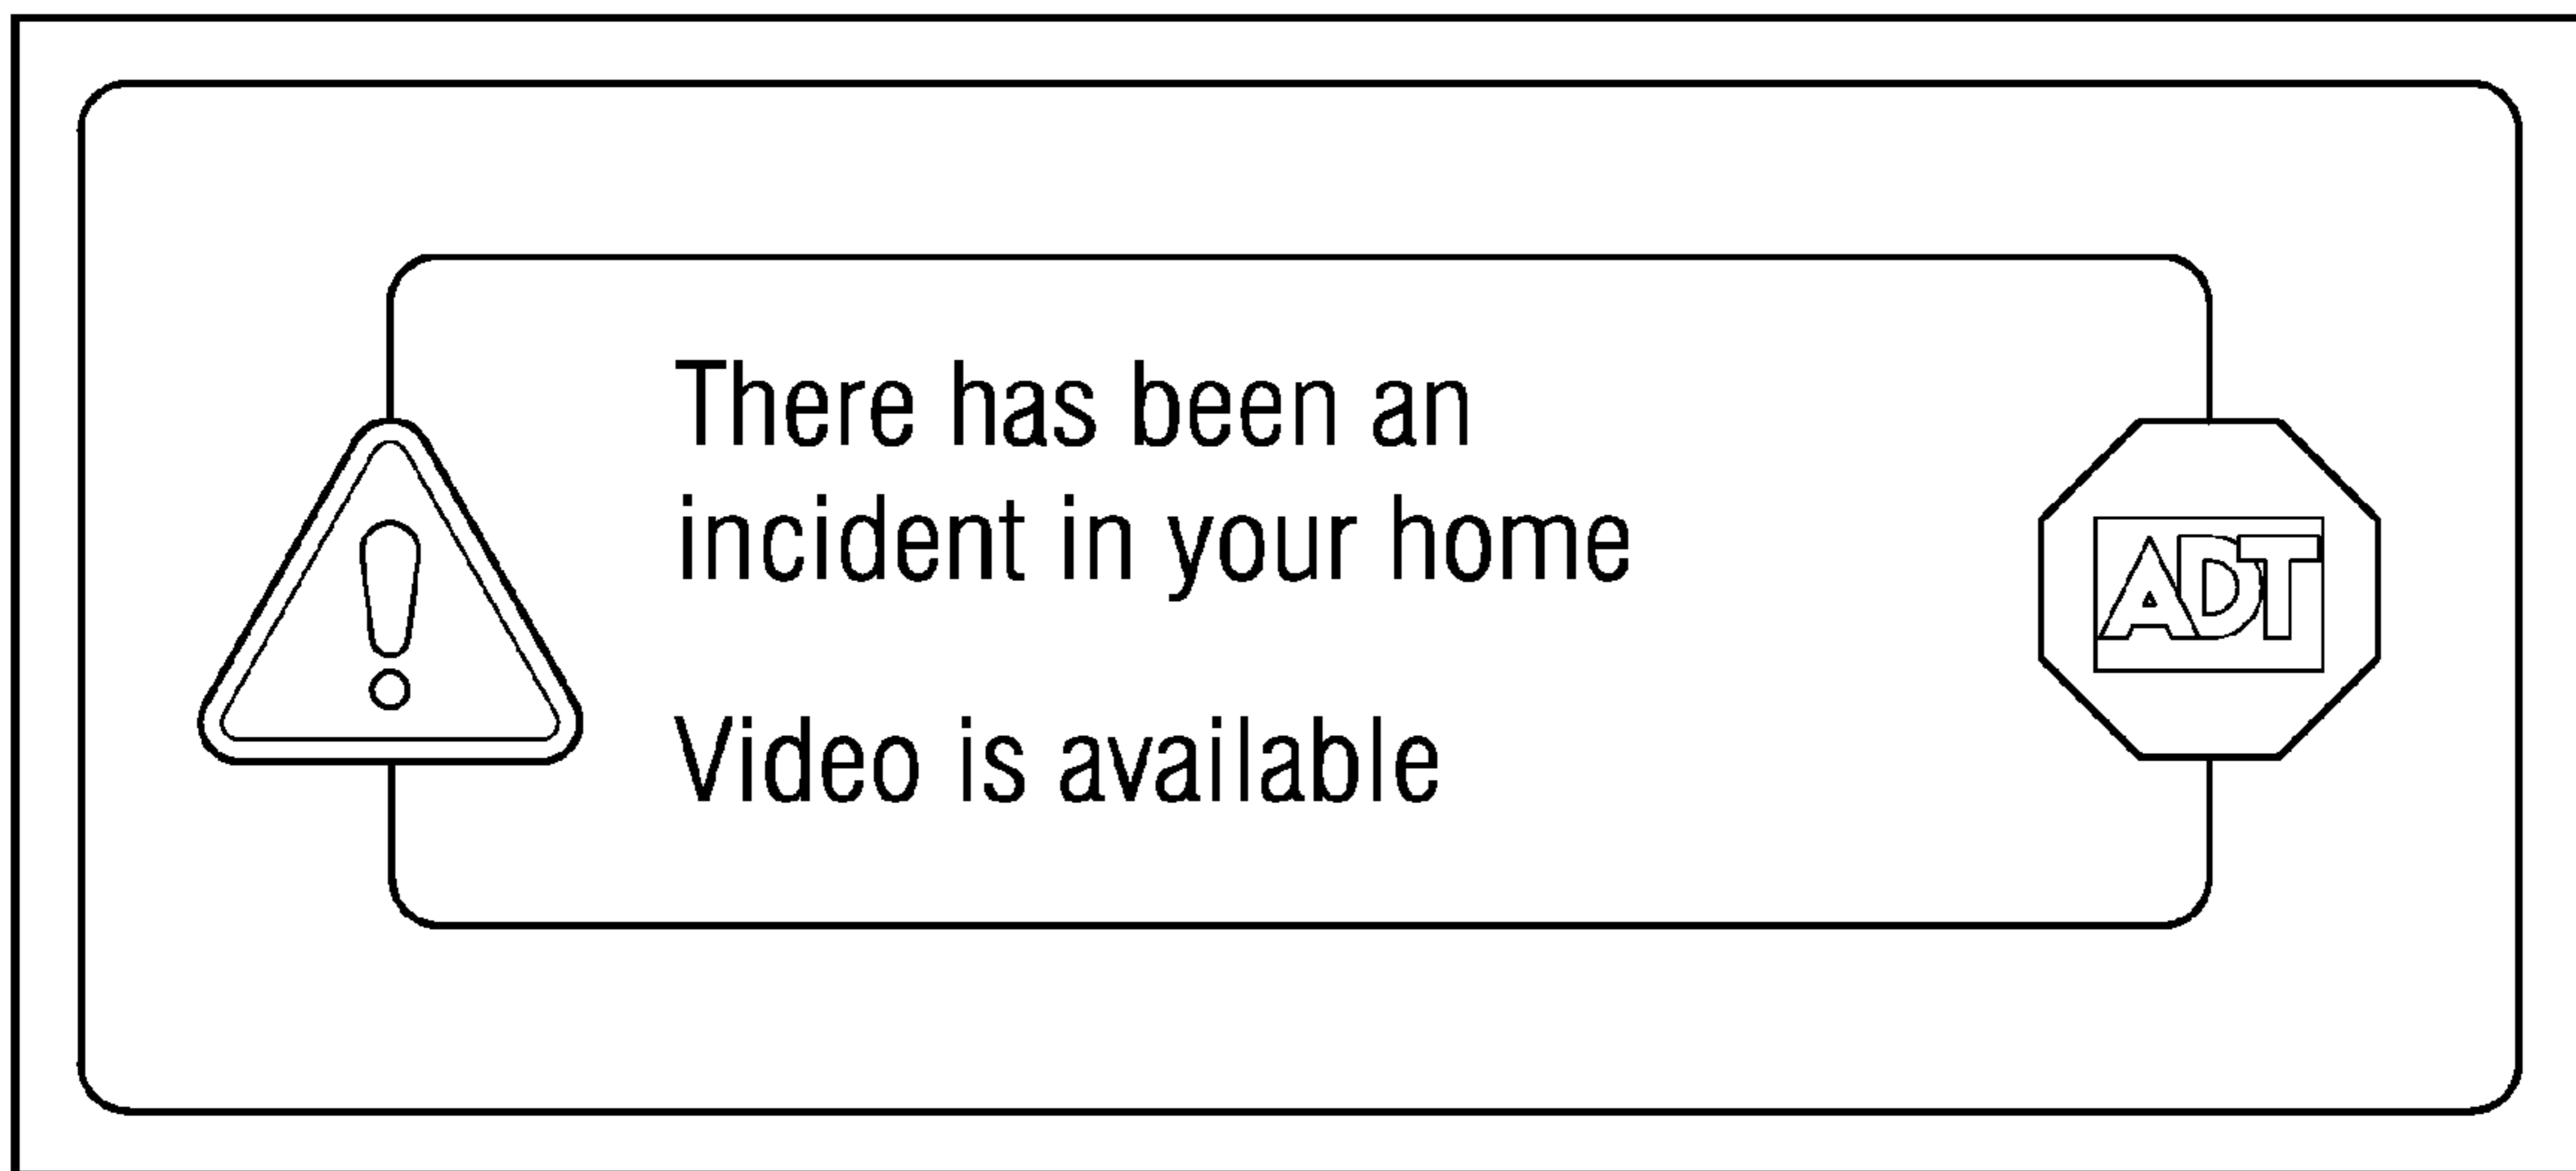 There has been an
incident in your home
ADT
Video is available